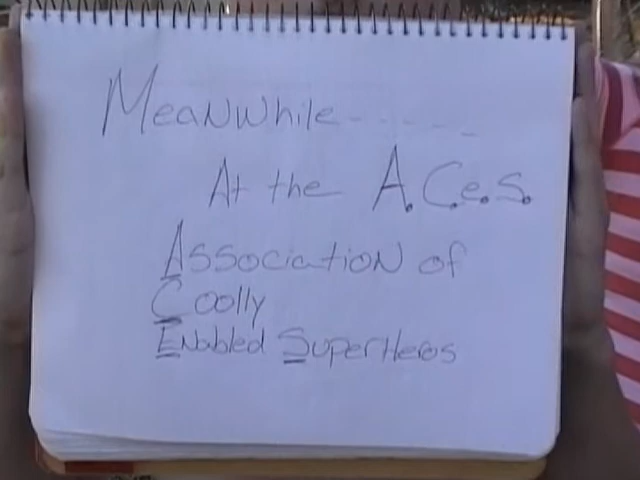 Meanwhile------
At the A.C.e.s.
Association of
Coolly
Enabled SuperHeros